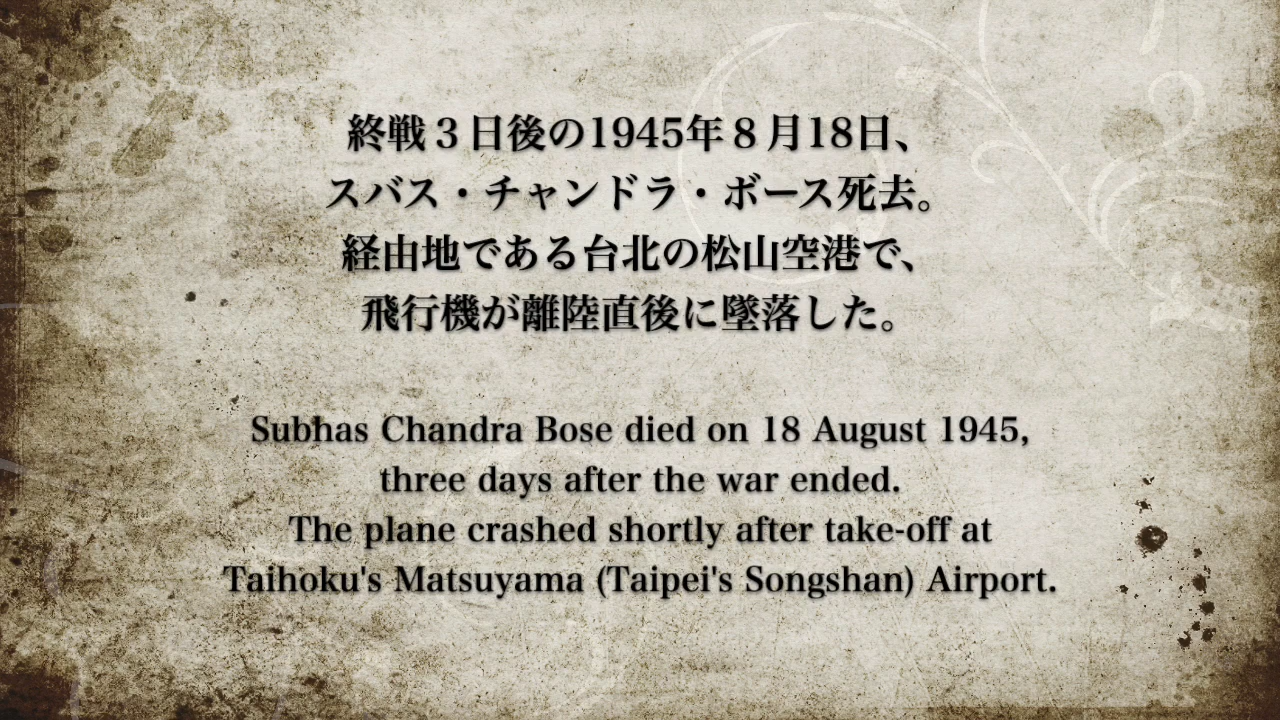 終戦３日後の1945年８月18日、
スバス・チャンドラ・ボース死去。
経由地である台北の松山空港で、
飛行機が離陸直後に墜落した。
Subhas Chandra Bose died on 18 August 1945,
three days after the war ended.
The plane crashed shortly after take-off at
Taihoku's Matsuyama (Taipei's Songshan) Airport.